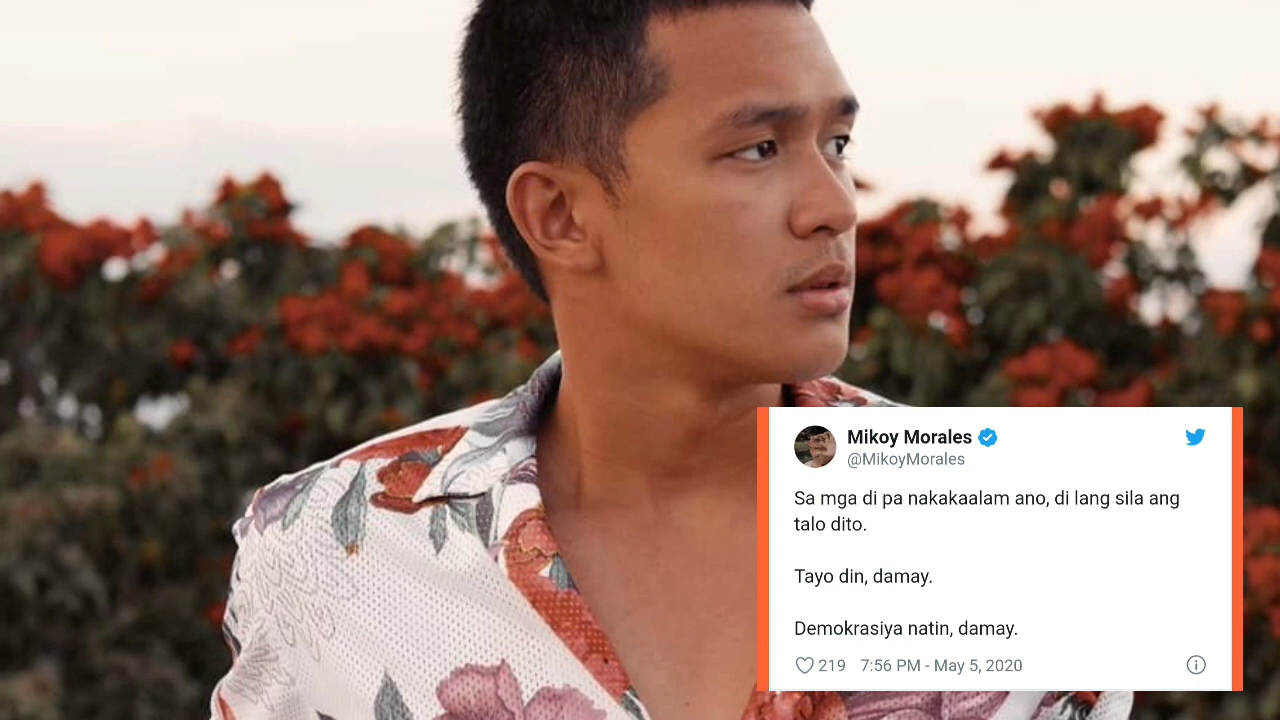 Mikoy Morales
@MikoyMorales
Sa mga di pa nakakaalam ano, di lang sila ang
talo dito.
Tayo din, damay.
Demokrasiya natin, damay.
219 7:56 PM - May 5, 2020